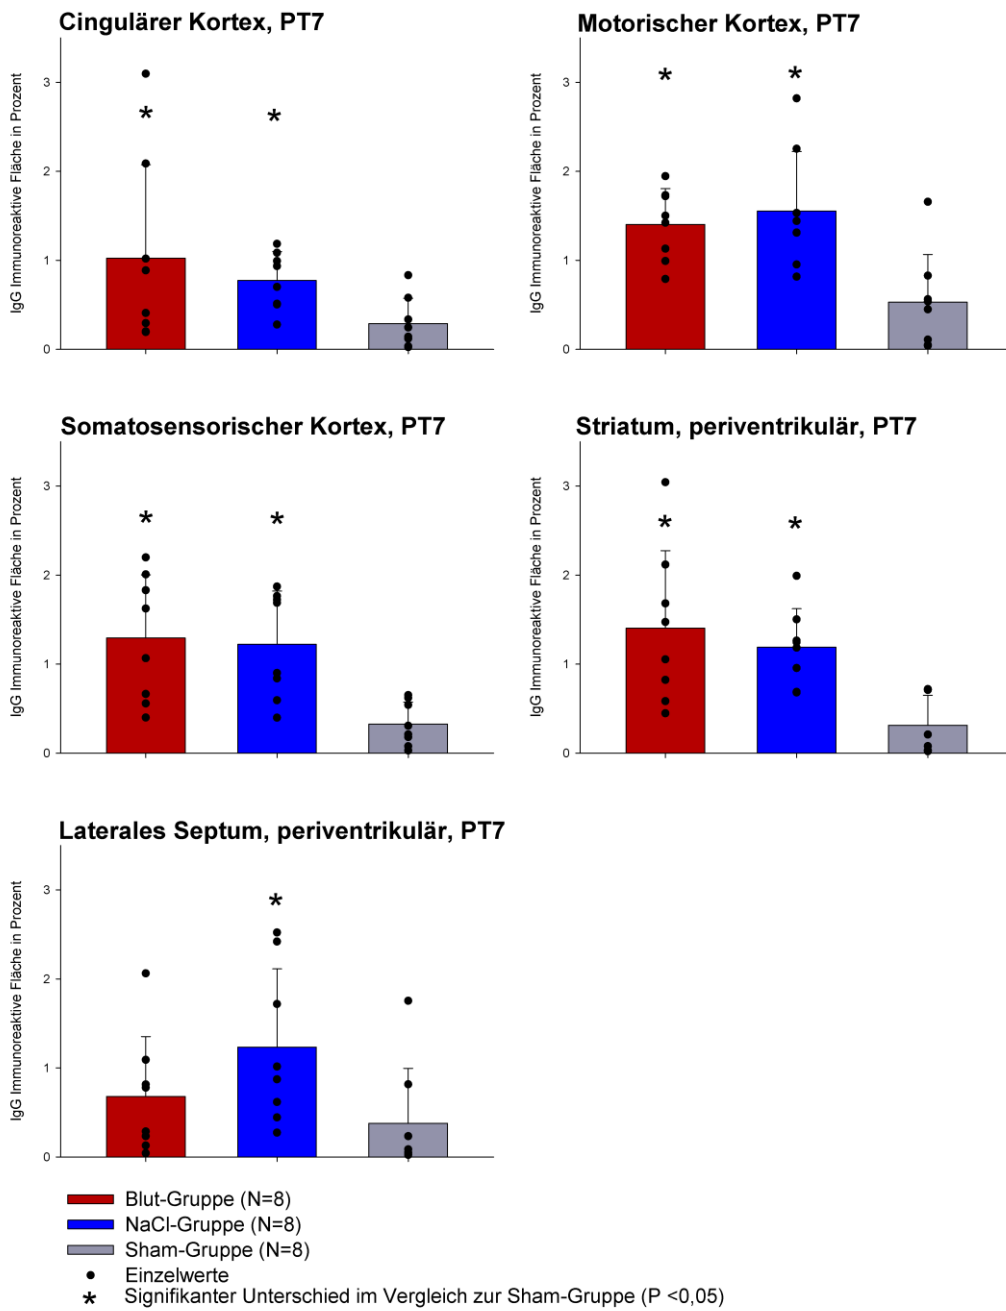 Cingulärer Kortex, PT7
IgG Immunoreaktive Fläche in Prozent
3
*
*
2
1
0
Motorischer Kortex, PT7
IgG Immunoreaktive Fläche in Prozent
3
*
*
2
1
0
Somatosensorischer Kortex, PT7
IgG Immunoreaktive Fläche in Prozent
3
*
*
2
1
0
Striatum, periventrikulär, PT7
IgG Immunoreaktive Fläche in Prozent
3
*
*
2
1
0
Laterales Septum, periventrikulär, PT7
IgG Immunoreaktive Fläche in Prozent
3
*
2
1
0
Blut-Gruppe (N=8)
NaCl-Gruppe (N=8)
Sham-Gruppe (N=8)
Einzelwerte
* Signifikanter Unterschied im Vergleich zur Sham-Gruppe (P <0,05)